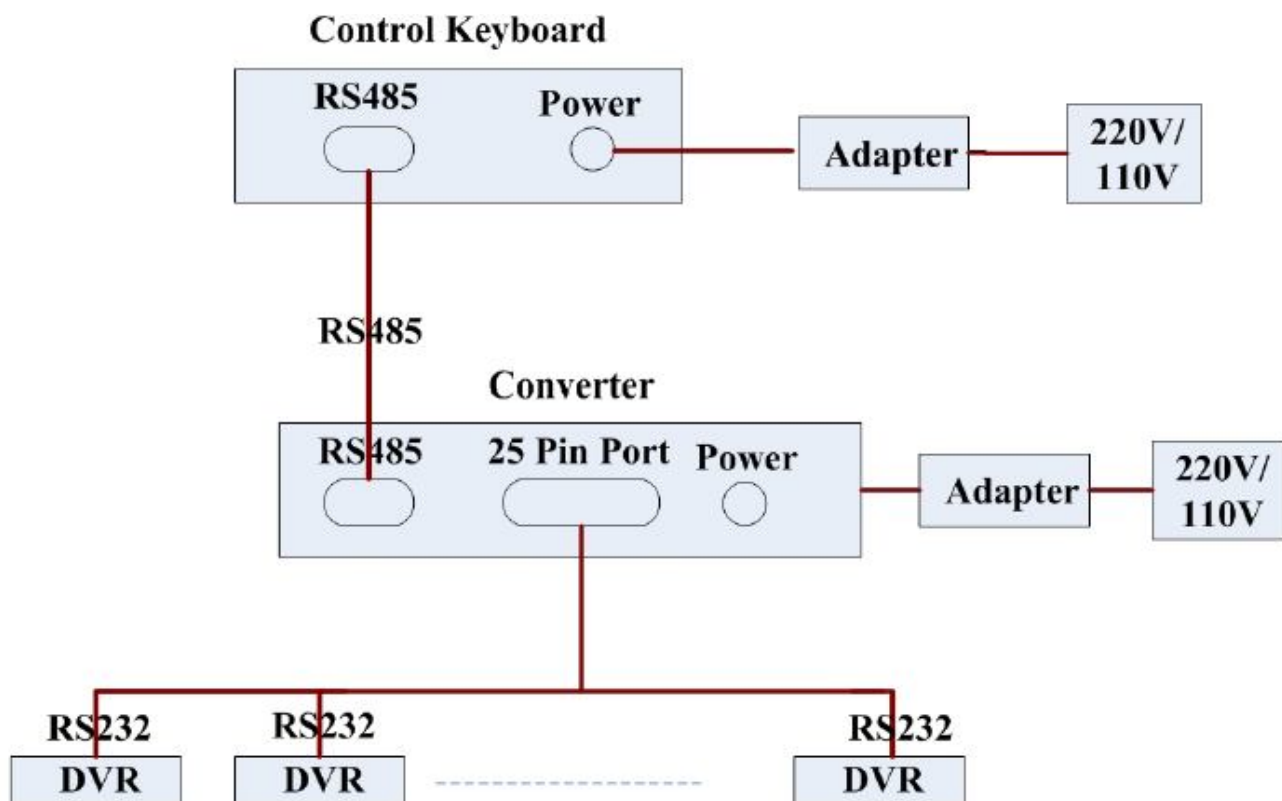 Control Keyboard
RS485
Power
Adapter
220V/
110V
RS485
Converter
RS485
25 Pin Port
Power
Adapter
220V/
110V
RS232
RS232
RS232
DVR
DVR
DVR